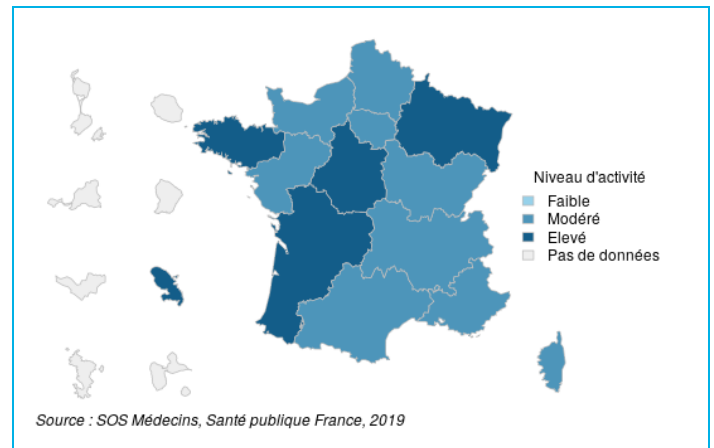 Niveau d'activité
Faible
Modéré
Elevé
Pas de données
Source : SOS Médecins, Santé publique France, 2019